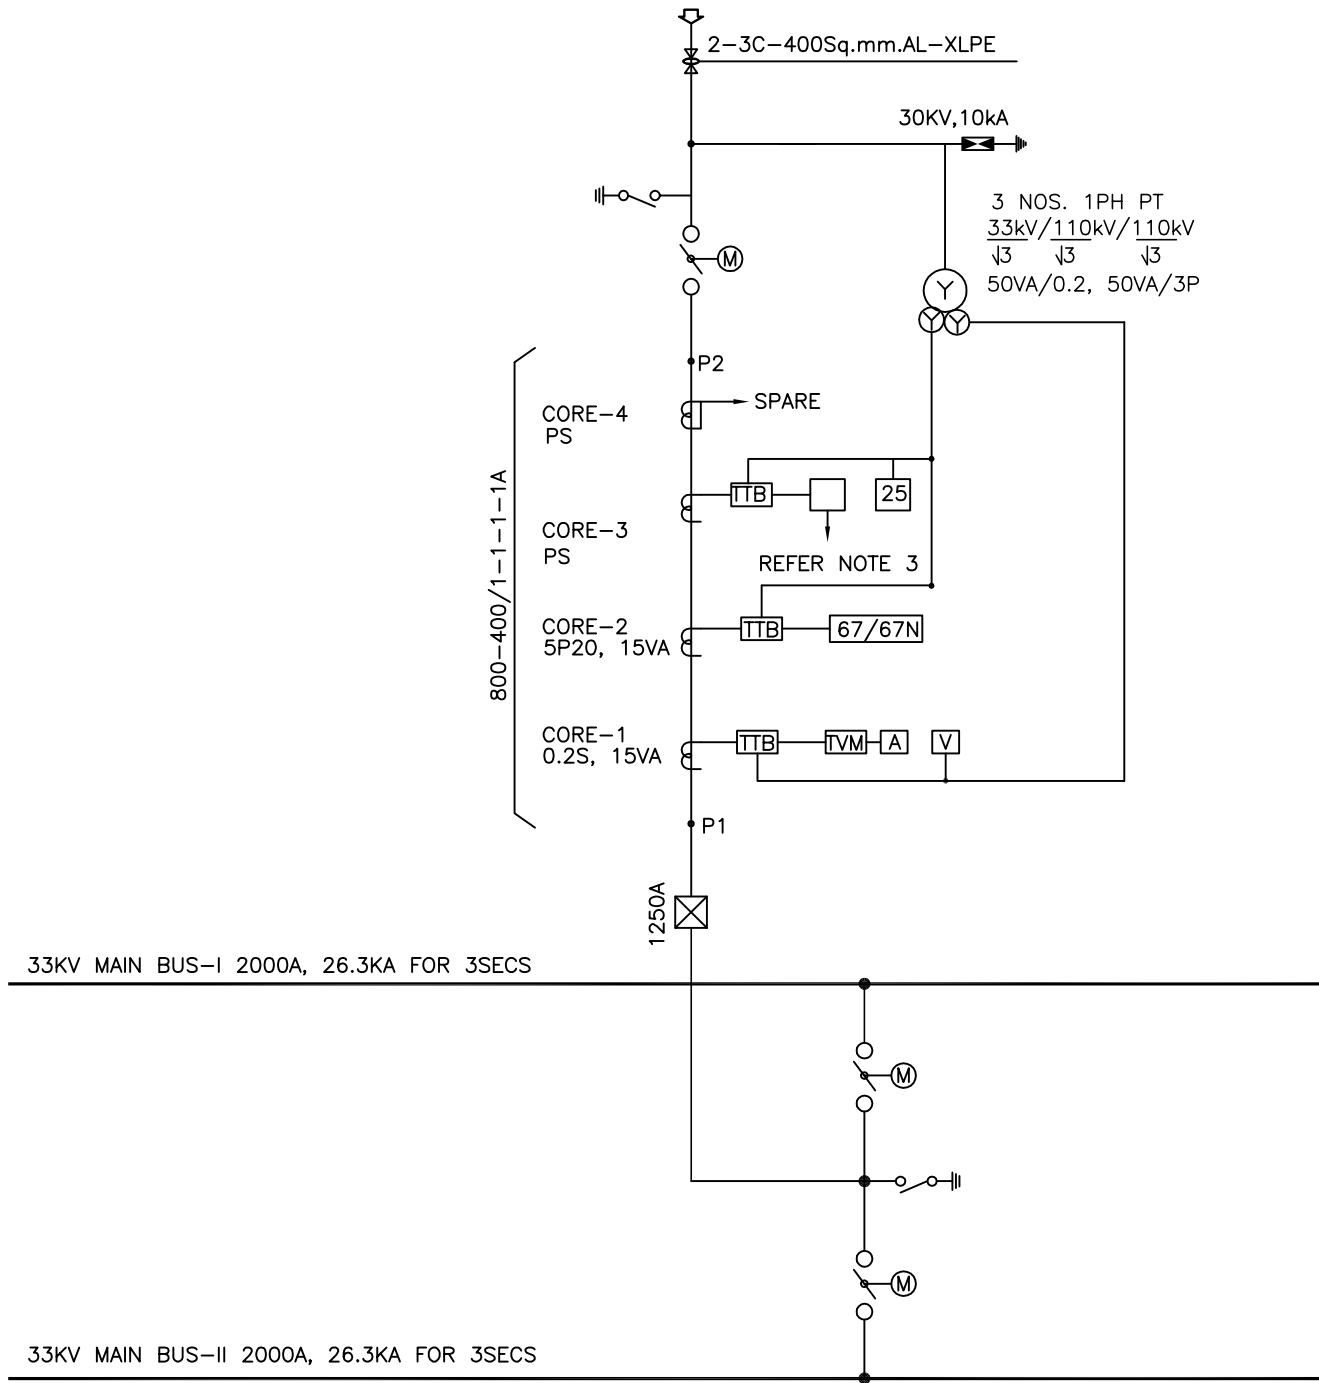 2-3C-400Sq.mm.AL-XLPE
30KV,10kA
3 NOS. 1PH PT
33kV/110kV/110kV
√3 √3 √3
50VA/0.2, 50VA/3P
M
Y
Y Y
P2
SPARE
CORE-4
PS
TTB
25
CORE-3
PS
REFER NOTE 3
800-400/1-1-1-1A
CORE-2
5P20, 15VA
TTB
67/67N
CORE-1
0.2S, 15VA
TTB
TVM
A
V
P1
1250A
33KV MAIN BUS-I 2000A, 26.3KA FOR 3SECS
M
M
33KV MAIN BUS-II 2000A, 26.3KA FOR 3SECS